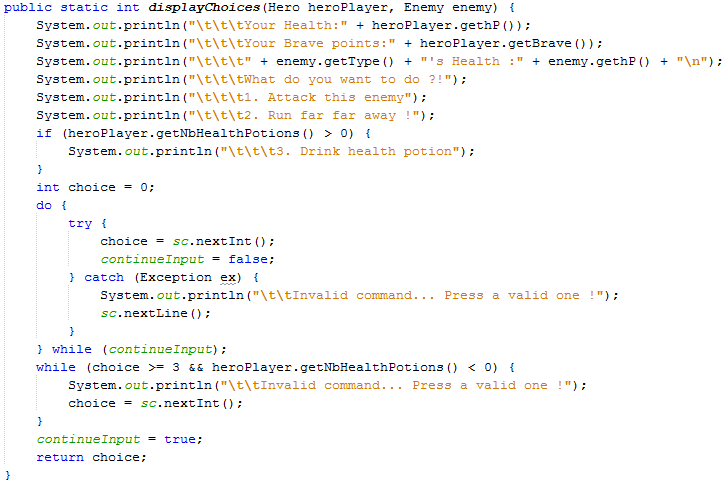 public static int displayChoices(Hero heroPlayer, Enemy enemy) {
    System.out.println("\t\t\tYour Health:" + heroPlayer.gethP());
    System.out.println("\t\t\tYour Brave points:" + heroPlayer.getBrave());
    System.out.println("\t\t\t" + enemy.getType() + "'s Health :" + enemy.gethP() + "\n");
    System.out.println("\t\t\tWhat do you want to do ?!");
    System.out.println("\t\t\t1. Attack this enemy");
    System.out.println("\t\t\t2. Run far far away !");
    if (heroPlayer.getNbHealthPotions() > 0) {
        System.out.println("\t\t\t3. Drink health potion");
    }
    int choice = 0;
    do {
        try {
            choice = sc.nextInt();
            continueInput = false;
        } catch (Exception ex) {
            System.out.println("\t\tInvalid command... Press a valid one !");
            sc.nextLine();
        }
    } while (continueInput);
    while (choice >= 3 && heroPlayer.getNbHealthPotions() < 0) {
        System.out.println("\t\tInvalid command... Press a valid one !");
        choice = sc.nextInt();
    }
    continueInput = true;
    return choice;
}